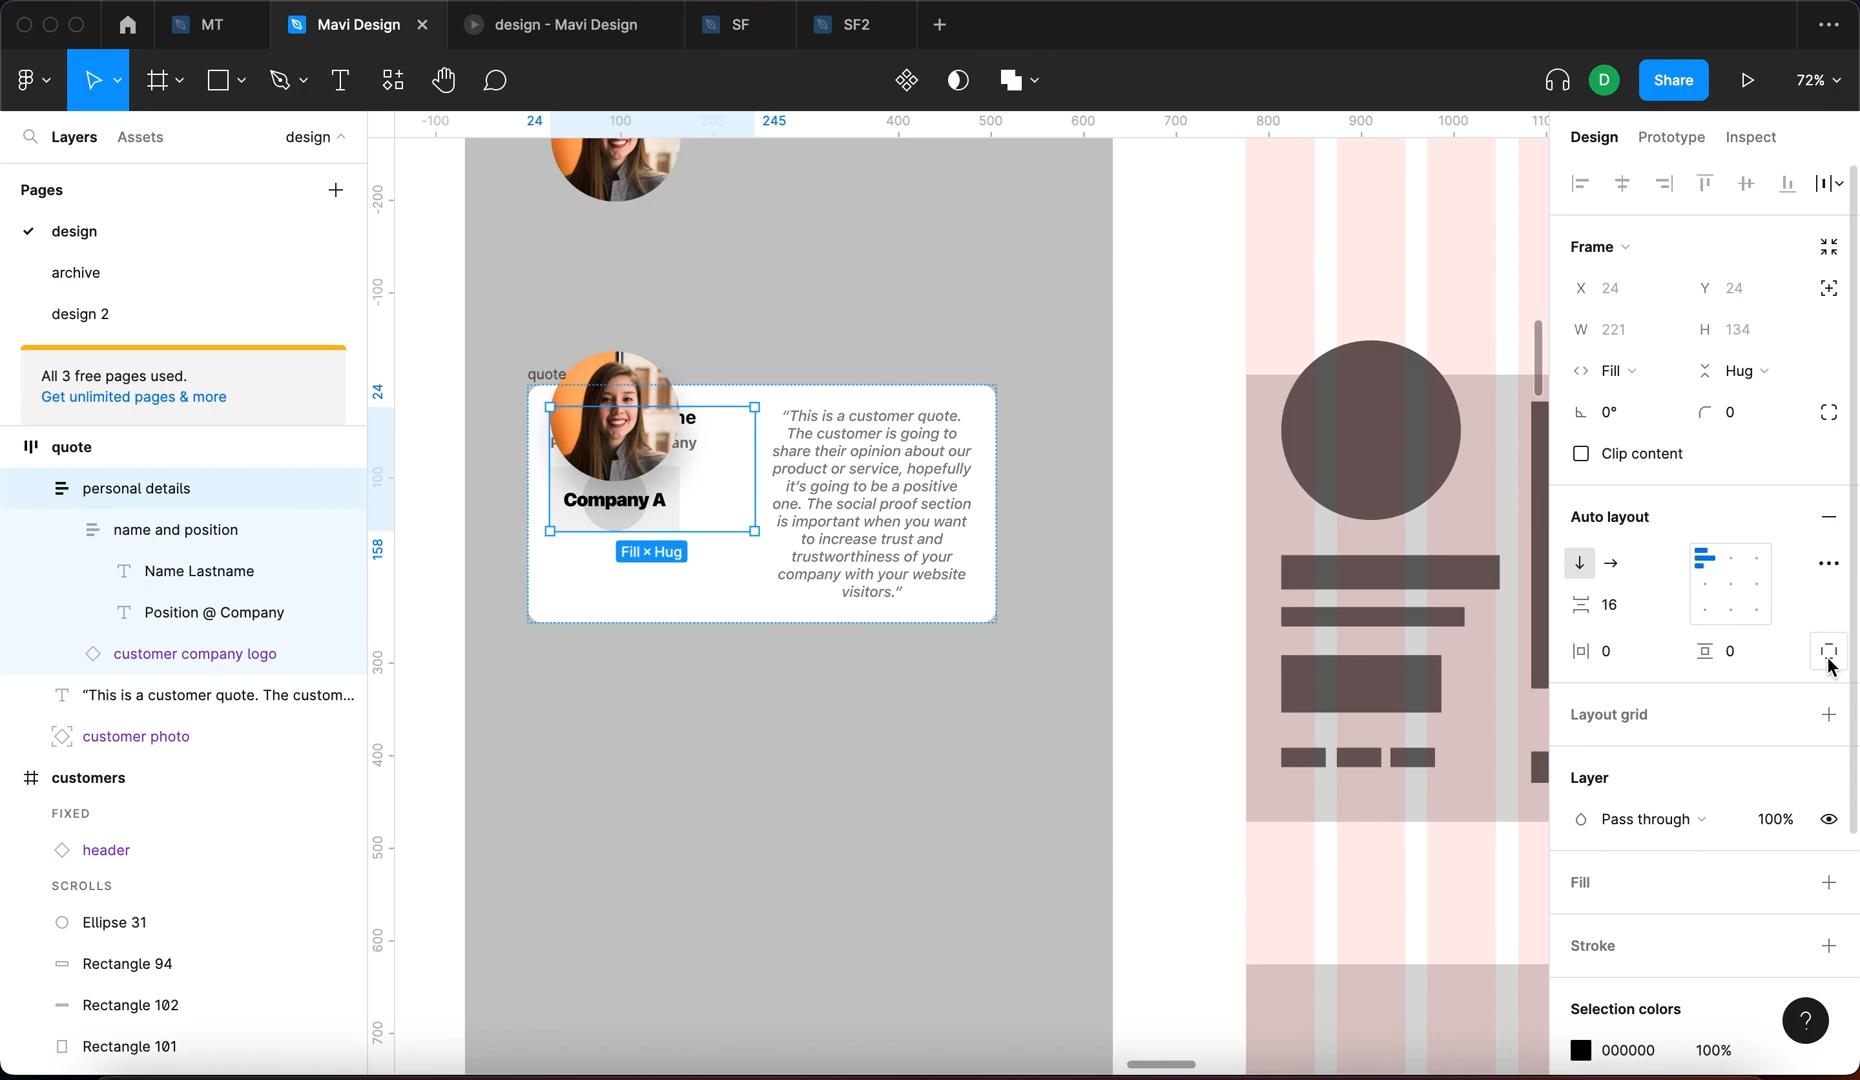 MT
Mavi Design
design - Mavi Design
SF
SF2
Share
D
72%
Layers
Assets
design
Pages
design
archive
design 2
All 3 free pages used.
Get unlimited pages & more
quote
personal details
name and position
Name Lastname
Position @ Company
customer company logo
“This is a customer quote. The custom...
customer photo
customers
FIXED
header
SCROLLS
Ellipse 31
Rectangle 94
Rectangle 102
Rectangle 101
-100
24
100
200
245
400
500
600
700
800
900
1000
110
-200
-100
24
100
158
300
400
500
600
700
quote
ne
any
Company A
Fill × Hug
“This is a customer quote.
The customer is going to
share their opinion about our
product or service, hopefully
it’s going to be a positive
one. The social proof section
is important when you want
to increase trust and
trustworthiness of your
company with your website
visitors.”
Design
Prototype
Inspect
Frame
X 24
Y 24
W 221
H 134
Fill
Hug
0°
0
Clip content
Auto layout
16
0
0
Layout grid
Layer
Pass through
100%
Fill
Stroke
Selection colors
000000
100%
?